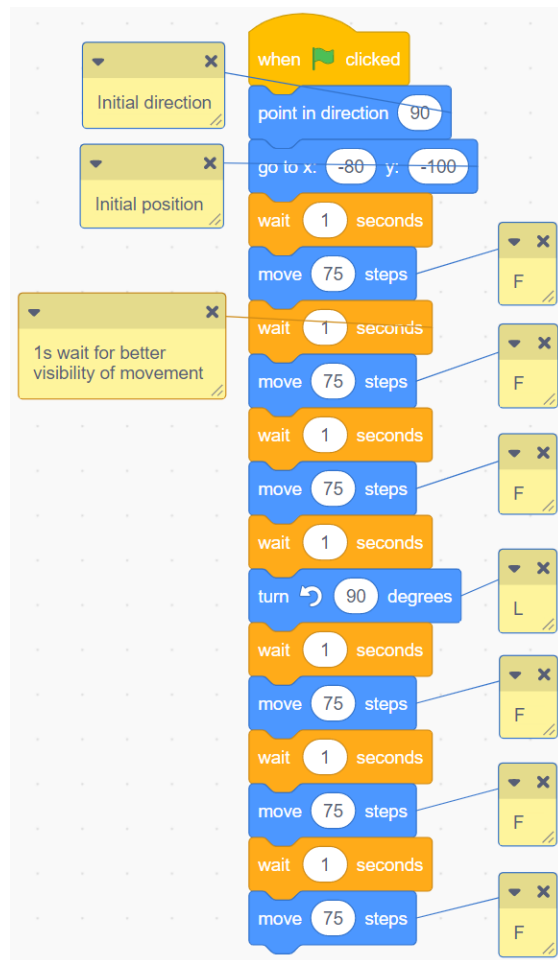 when clicked
Initial direction
point in direction 90
Initial position
go to x: -80 y: -100
wait 1 seconds
move 75 steps
F
1s wait for better
visibility of movement
wait 1 seconds
move 75 steps
F
wait 1 seconds
move 75 steps
F
wait 1 seconds
turn 90 degrees
L
wait 1 seconds
move 75 steps
F
wait 1 seconds
move 75 steps
F
wait 1 seconds
move 75 steps
F